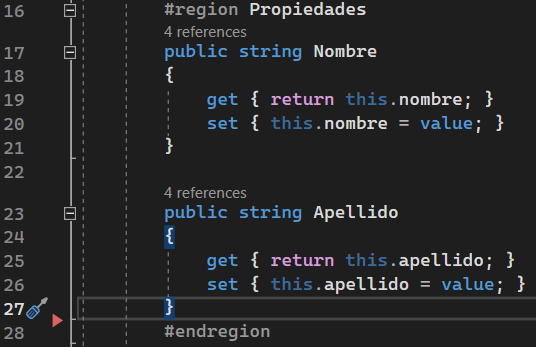 16 #region Propiedades
4 references
17 public string Nombre
18 {
19 get { return this.nombre; }
20 set { this.nombre = value; }
21 }
22
4 references
23 public string Apellido
24 {
25 get { return this.apellido; }
26 set { this.apellido = value; }
27 }
28 #endregion